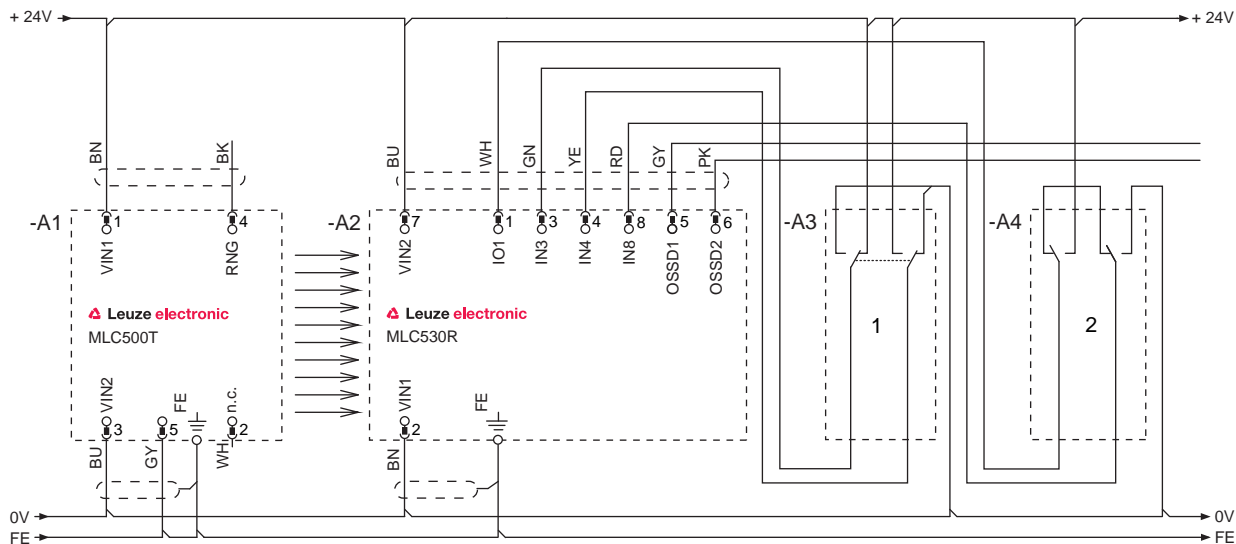 + 24V
+ 24V
BN
BK
BU
WH
GN
YE
RD
GY
PK
-A1
1
4
VIN1
RNG
-A2
7
1
3
4
8
5
6
VIN2
IO1
IN3
IN4
IN8
OSSD1
OSSD2
-A3
-A4
Leuze electronic
MLC500T
Leuze electronic
MLC530R
1
2
VIN2
FE
n.c.
3
5
2
BU
GY
WH
VIN1
FE
2
BN
0V
0V
FE
FE